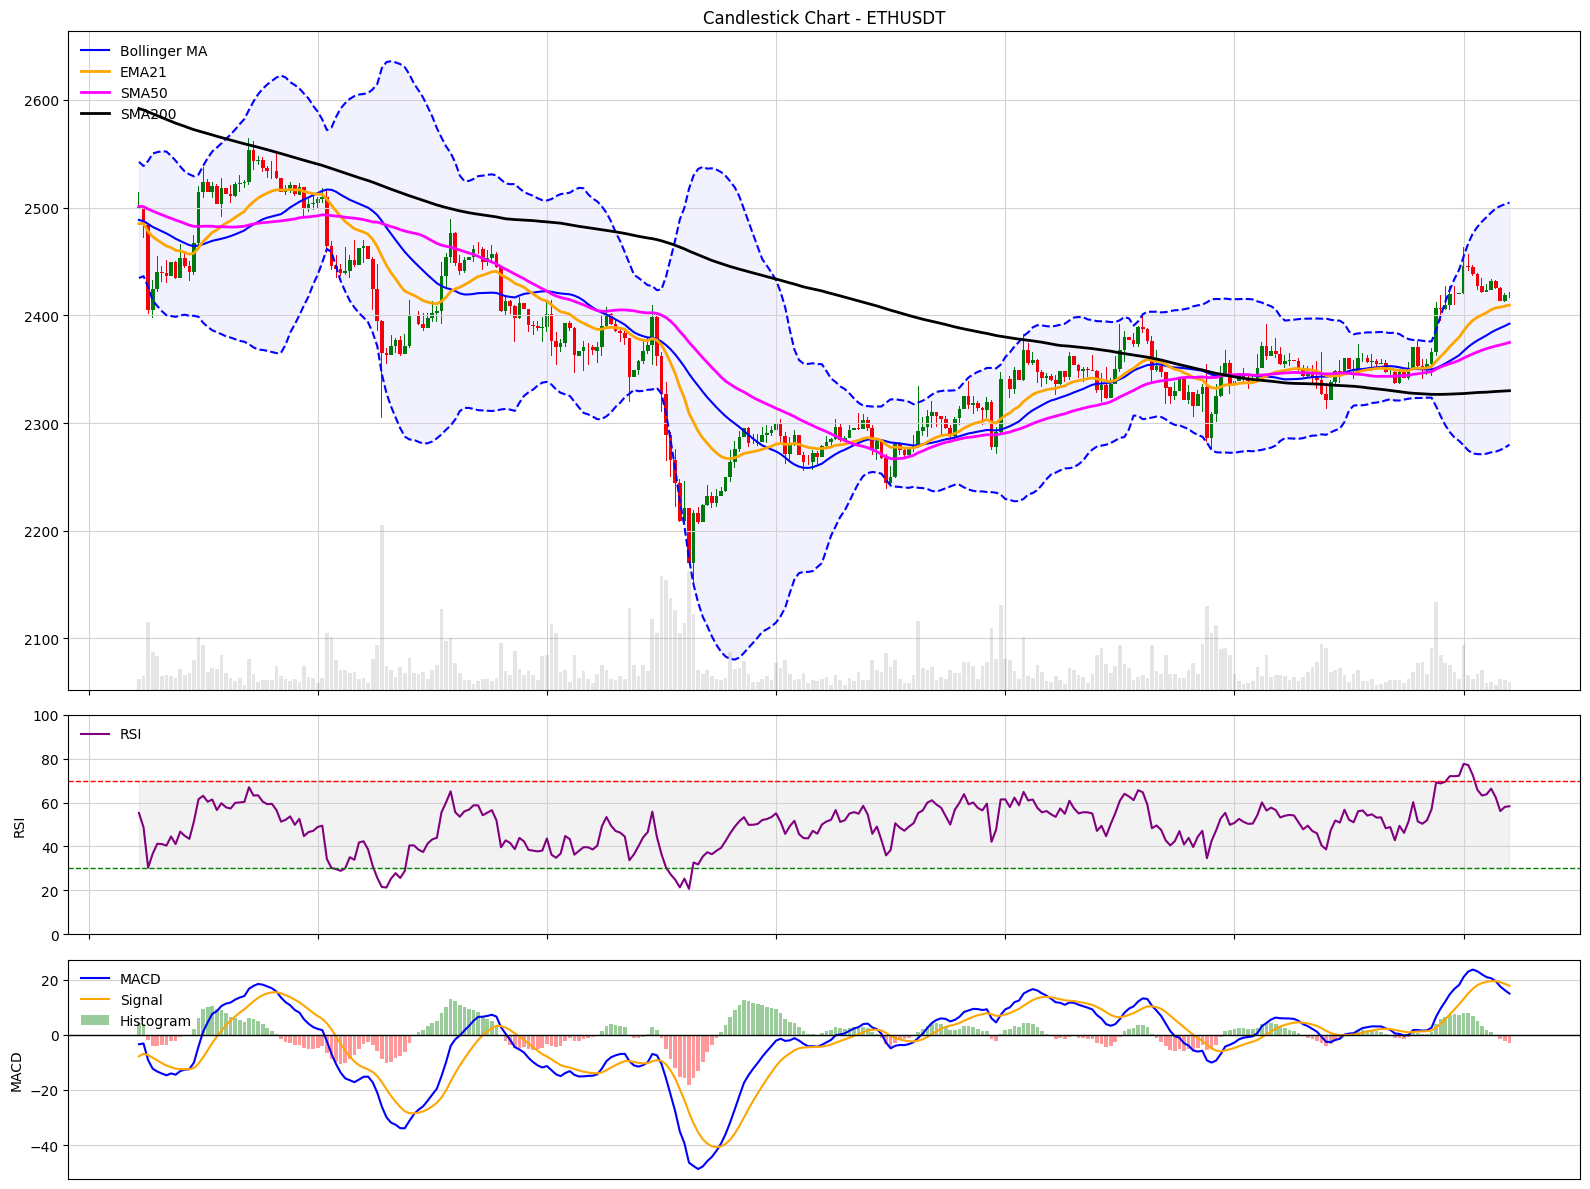 Candlestick Chart - ETHUSDT
Bollinger MA
EMA21
SMA50
SMA200
2600
2500
2400
2300
2200
2100
RSI
100
80
60
40
20
0
RSI
MACD
Signal
Histogram
20
0
−20
−40
MACD